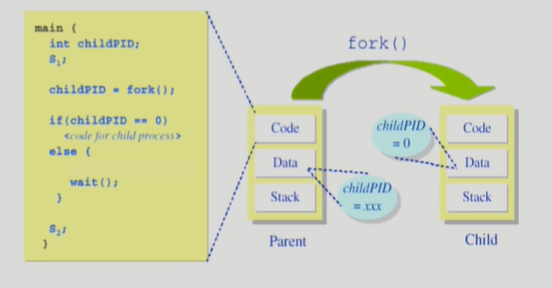 main {
int childPID;
S1;
childPID = fork();
if(childPID == 0)
<code for child process>
else {
wait();
}
S2;
}
fork()
Code
Data
Stack
Parent
childPID
= xxx
childPID
= 0
Code
Data
Stack
Child